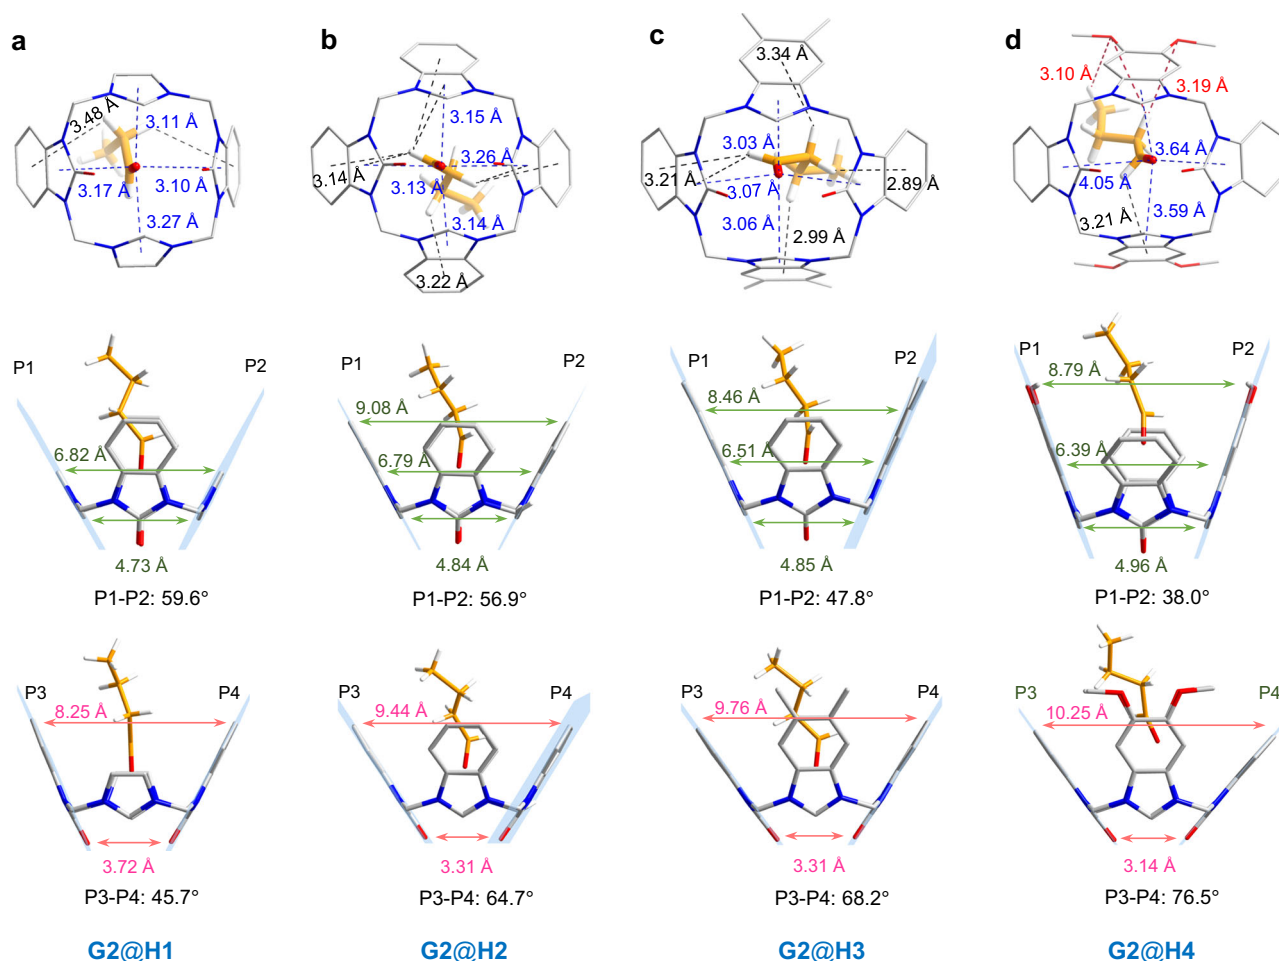 a
3.48 Å
3.11 Å
3.17 Å
3.10 Å
3.27 Å
b
3.15 Å
3.26 Å
3.14 Å
3.13 Å
3.14 Å
3.22 Å
c
3.34 Å
3.03 Å
3.21 Å
3.07 Å
2.89 Å
3.06 Å
2.99 Å
d
3.10 Å
3.19 Å
3.64 Å
4.05 Å
3.59 Å
3.21 Å
P1
P2
6.82 Å
4.73 Å
P1-P2: 59.6°
P1
P2
9.08 Å
6.79 Å
4.84 Å
P1-P2: 56.9°
P1
P2
8.46 Å
6.51 Å
4.85 Å
P1-P2: 47.8°
P1
P2
8.79 Å
6.39 Å
4.96 Å
P1-P2: 38.0°
P3
P4
8.25 Å
3.72 Å
P3-P4: 45.7°
P3
P4
9.44 Å
3.31 Å
P3-P4: 64.7°
P3
P4
9.76 Å
3.31 Å
P3-P4: 68.2°
P3
P4
10.25 Å
3.14 Å
P3-P4: 76.5°
G2@H1
G2@H2
G2@H3
G2@H4